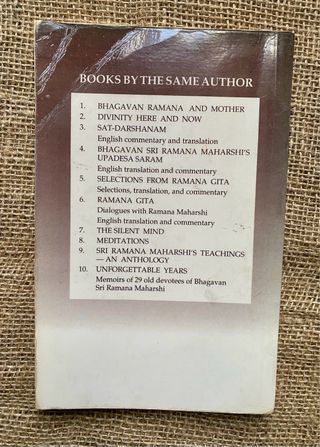 BOOKS BY THE SAME AUTHOR
1. BHAGAVAN RAMANA AND MOTHER
2. DIVINITY HERE AND NOW
3. SAT-DARSHANAM
English commentary and translation
4. BHAGAVAN SRI RAMANA MAHARSHI'S
UPADESA SARAM
English translation and commentary
5. SELECTIONS FROM RAMANA GITA
Selections, translation, and commentary
6. RAMANA GITA
Dialogues with Ramana Maharshi
English translation and commentary
7. THE SILENT MIND
8. MEDITATIONS
9. SRI RAMANA MAHARSHI'S TEACHINGS
— AN ANTHOLOGY
10. UNFORGETTABLE YEARS
Memoirs of 29 old devotees of Bhagavan
Sri Ramana Maharshi